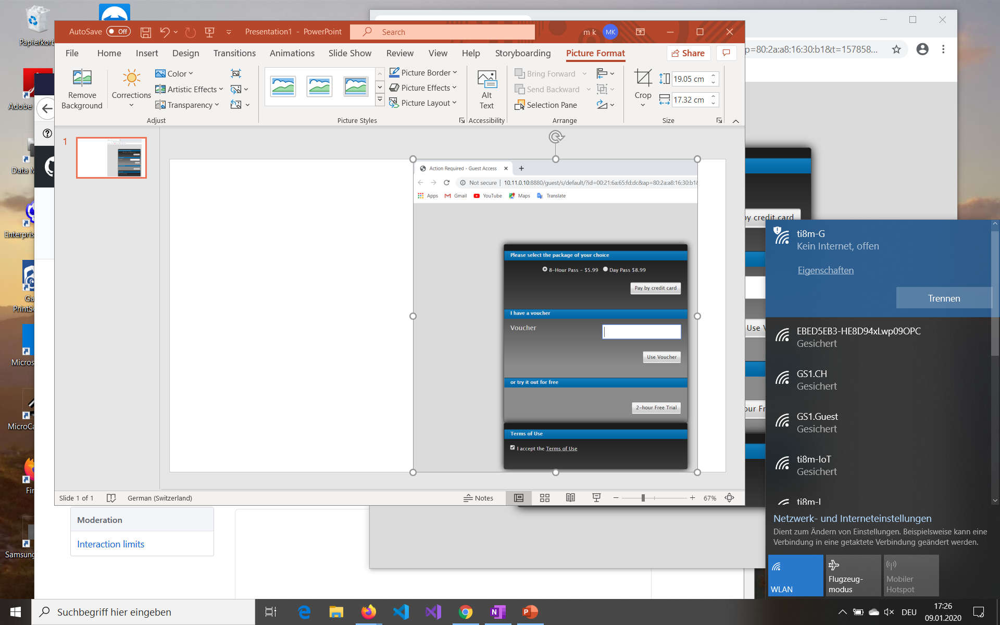 Papierkorb
Adobe
Data M
Enterpris
Ga
PrintSc
Micros
MicroCa
Fir
Samsung
AutoSave Off
Presentation1 - PowerPoint
Search
m k MK
File Home Insert Design Transitions Animations Slide Show Review View Help Storyboarding Picture Format
Share
Remove Background
Corrections
Color
Artistic Effects
Transparency
Adjust
Picture Border
Picture Effects
Picture Layout
Picture Styles
Alt Text
Accessibility
Bring Forward
Send Backward
Selection Pane
Arrange
Crop
19.05 cm
17.32 cm
Size
1
Action Required - Guest Access
Not secure | 10.11.0.10:8880/guest/s/default/?id=00:21:6a:65:fd:dc&ap=80:2a:a8:16:30:b1&
Apps Gmail YouTube Maps Translate
Please select the package of your choice
8-Hour Pass - $5.99 Day Pass $8.99
Pay by credit card
I have a voucher
Voucher
Use Voucher
or try it out for free
2-hour Free Trial
Terms of Use
I accept the Terms of Use
Slide 1 of 1
German (Switzerland)
Notes
67%
Moderation
Interaction limits
p=80:2a:a8:16:30:b1&t=157858...
by credit card
Use V
our Fr
ti8m-G
Kein Internet, offen
Eigenschaften
Trennen
EBED5EB3-HE8D94xLwp09OPC
Gesichert
GS1.CH
Gesichert
GS1.Guest
Gesichert
ti8m-IoT
Gesichert
ti8m-I
Netzwerk- und Interneteinstellungen
Dient zum Ändern von Einstellungen. Beispielsweise kann eine
Verbindung in eine getaktete Verbindung geändert werden.
WLAN
Flugzeug-
modus
Mobiler
Hotspot
Suchbegriff hier eingeben
DEU
17:26
09.01.2020